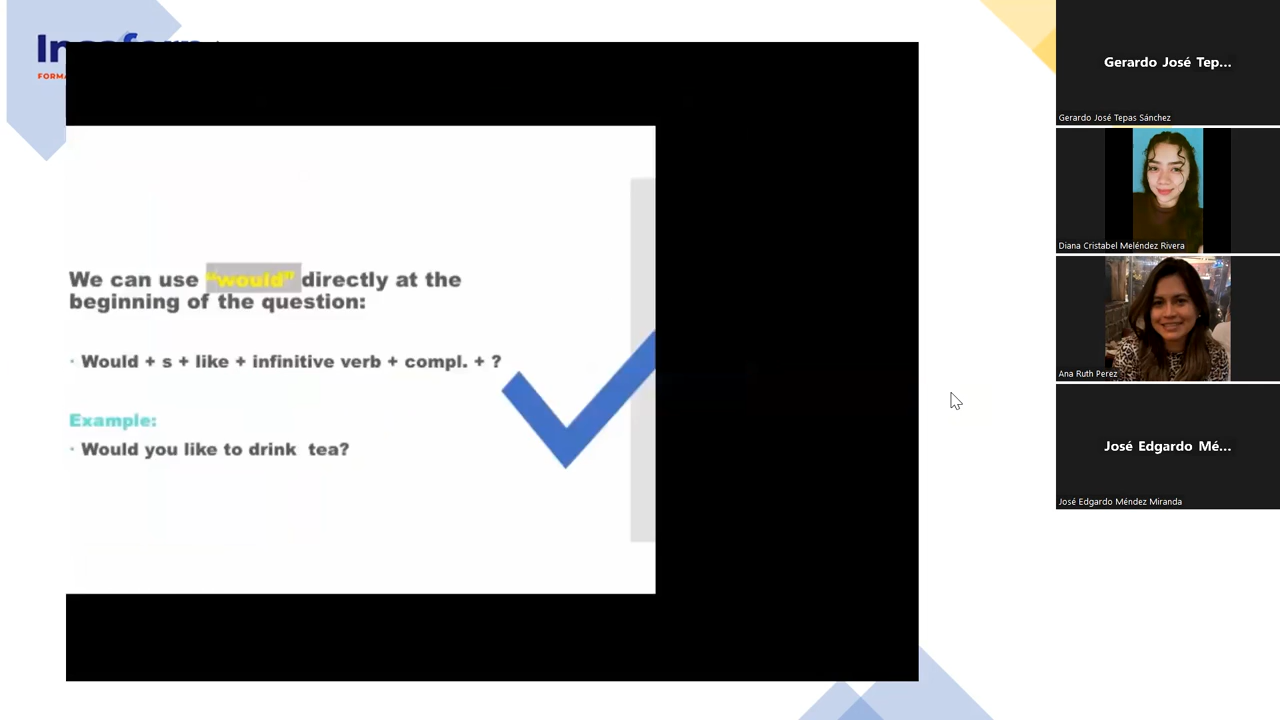 FORMA
We can use "would" directly at the
beginning of the question:
· Would + s + like + infinitive verb + compl. + ?
Example:
· Would you like to drink tea?
Gerardo José Tep...
Gerardo José Tepas Sánchez
Diana Cristabel Meléndez Rivera
Ana Ruth Perez
José Edgardo Mé...
José Edgardo Méndez Miranda